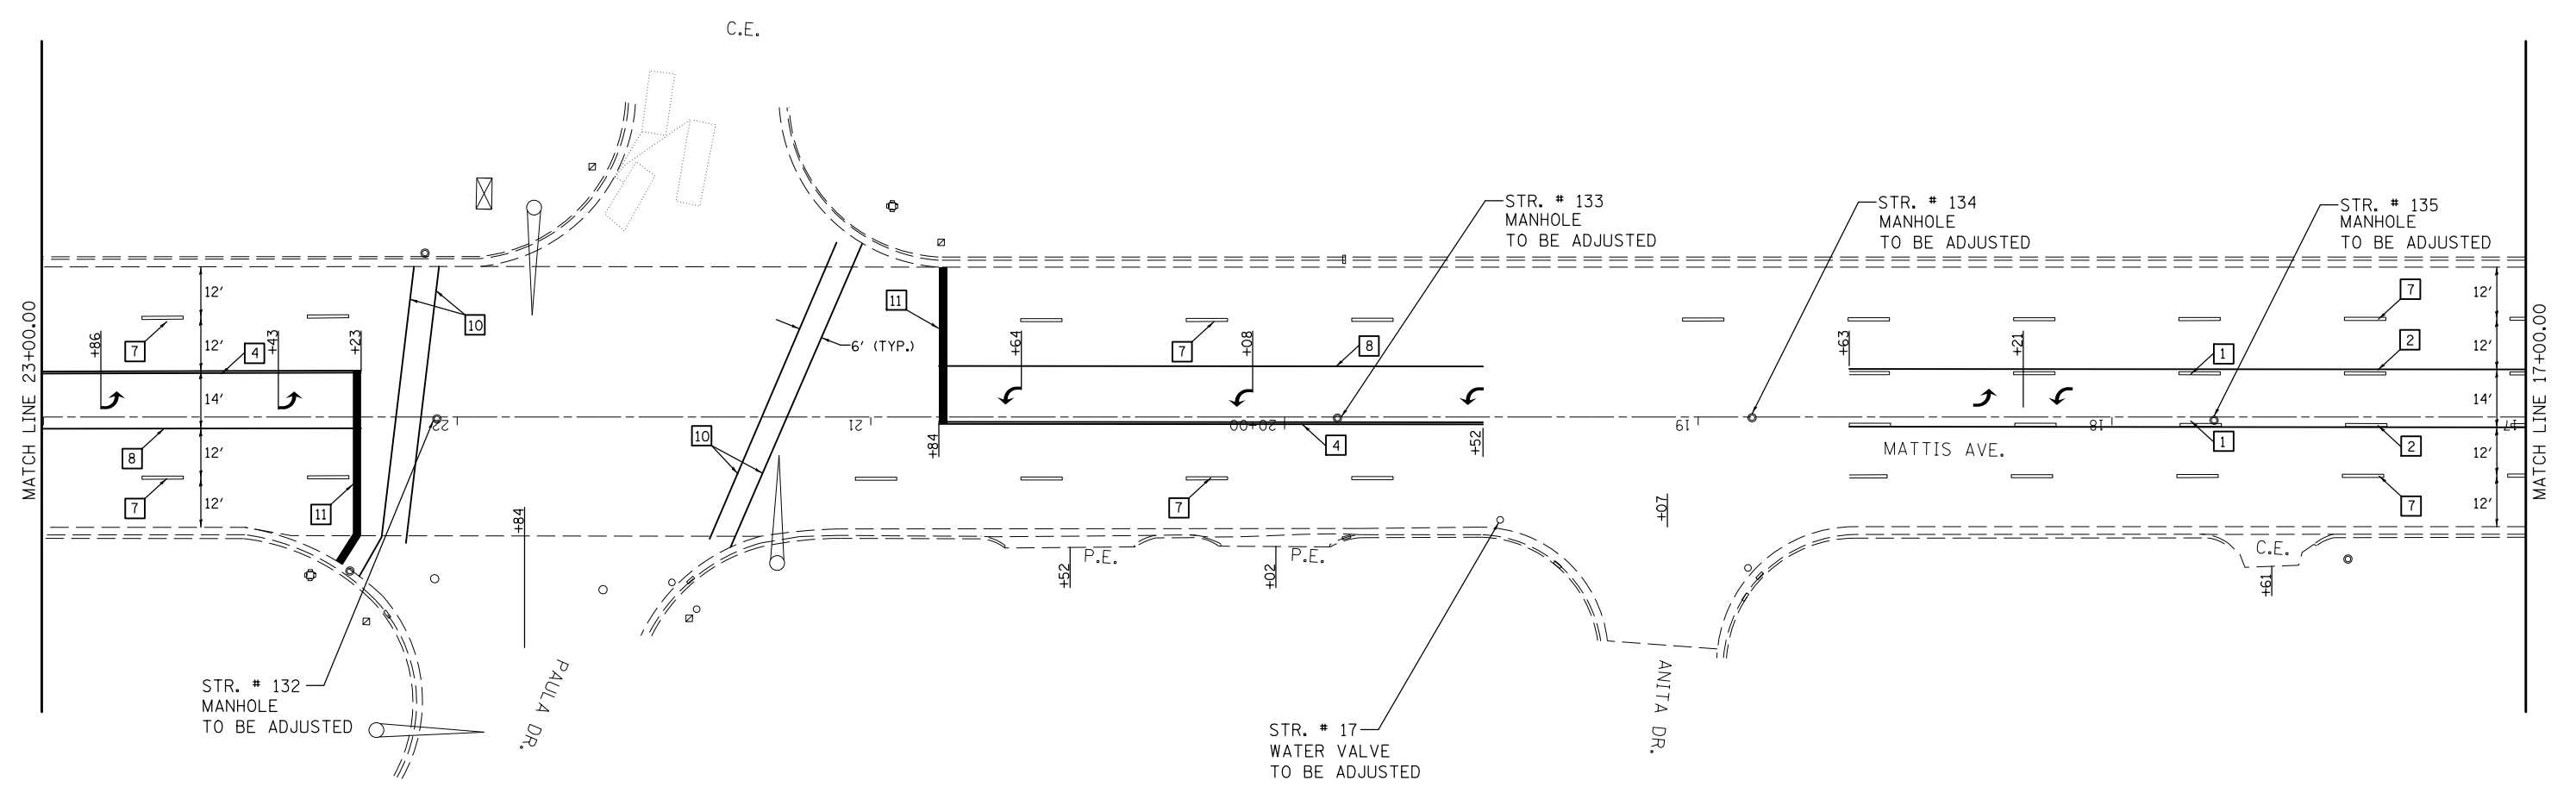 C.E.
STR. # 133
MANHOLE
TO BE ADJUSTED
STR. # 134
MANHOLE
TO BE ADJUSTED
STR. # 135
MANHOLE
TO BE ADJUSTED
MATCH LINE 23+00.00
12'
12'
14'
12'
12'
7
4
8
7
11
+86
+43
+23
10
22
10
6' (TYP.)
11
21
+84
+84
+64
7
+08
8
20+00
4
+52
7
19
+07
+63
+21
1
2
7
18
1
2
7
17
MATTIS AVE.
12'
12'
14'
12'
12'
MATCH LINE 17+00.00
+52
P.E.
+02
P.E.
C.E.
+61
STR. # 132
MANHOLE
TO BE ADJUSTED
PAULA DR.
ANITA DR.
STR. # 17
WATER VALVE
TO BE ADJUSTED